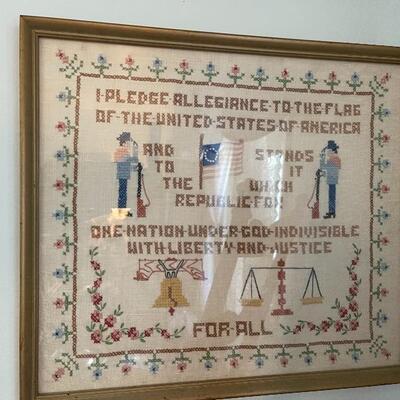 I·PLEDGE·ALLEGIANCE·TO·THE·FLAG
OF·THE·UNITED·STATES·OF·AMERICA
AND STANDS
TO IT
THE WHICH
REPUBLIC·FOR
ONE·NATION·UNDER·GOD·INDIVISIBLE
WITH·LIBERTY·AND·JUSTICE
FOR·ALL